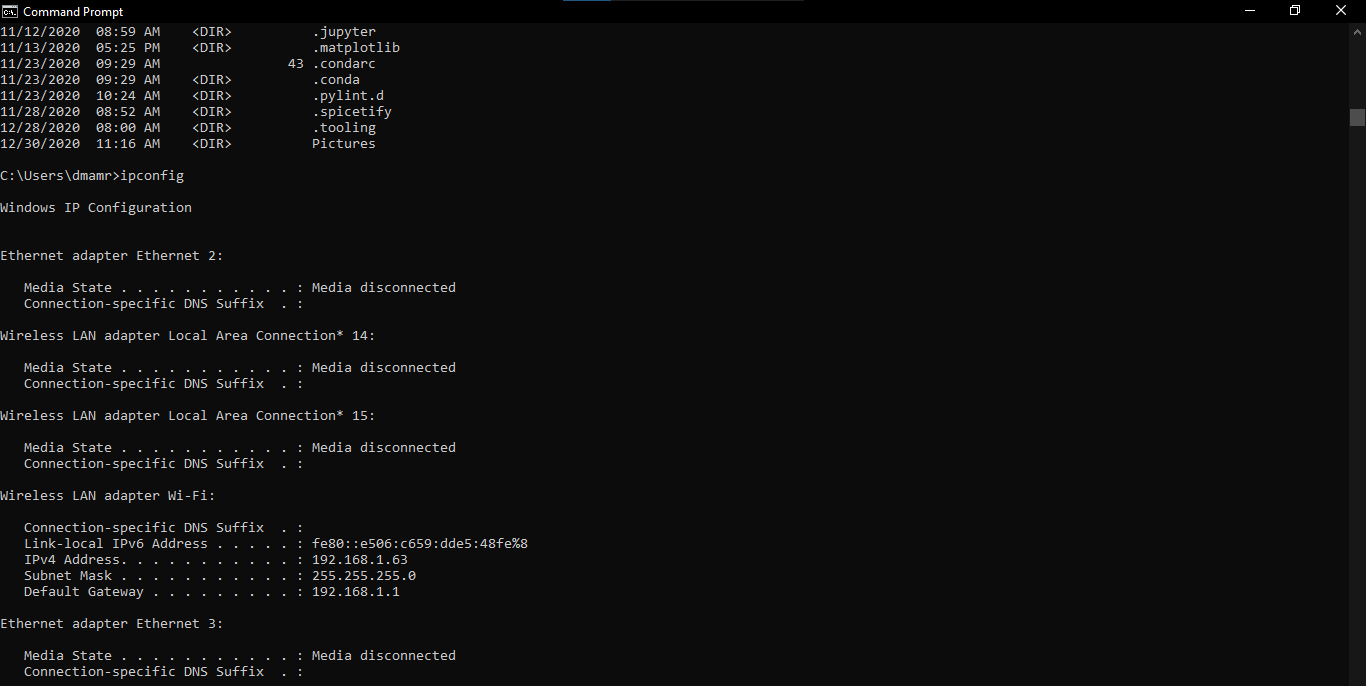 Command Prompt
11/12/2020  08:59 AM    <DIR>          .jupyter
11/13/2020  05:25 PM    <DIR>          .matplotlib
11/23/2020  09:29 AM                43 .condarc
11/23/2020  09:29 AM    <DIR>          .conda
11/23/2020  10:24 AM    <DIR>          .pylint.d
11/28/2020  08:52 AM    <DIR>          .spicetify
12/28/2020  08:00 AM    <DIR>          .tooling
12/30/2020  11:16 AM    <DIR>          Pictures
C:\Users\dmamr>ipconfig
Windows IP Configuration
Ethernet adapter Ethernet 2:
   Media State . . . . . . . . . . . : Media disconnected
   Connection-specific DNS Suffix  . :
Wireless LAN adapter Local Area Connection* 14:
   Media State . . . . . . . . . . . : Media disconnected
   Connection-specific DNS Suffix  . :
Wireless LAN adapter Local Area Connection* 15:
   Media State . . . . . . . . . . . : Media disconnected
   Connection-specific DNS Suffix  . :
Wireless LAN adapter Wi-Fi:
   Connection-specific DNS Suffix  . :
   Link-local IPv6 Address . . . . . : fe80::e506:c659:dde5:48fe%8
   IPv4 Address. . . . . . . . . . . : 192.168.1.63
   Subnet Mask . . . . . . . . . . . : 255.255.255.0
   Default Gateway . . . . . . . . . : 192.168.1.1
Ethernet adapter Ethernet 3:
   Media State . . . . . . . . . . . : Media disconnected
   Connection-specific DNS Suffix  . :